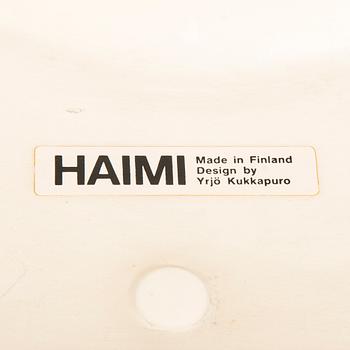 HAIMI
Made in Finland
Design by
Yrjö Kukkapuro